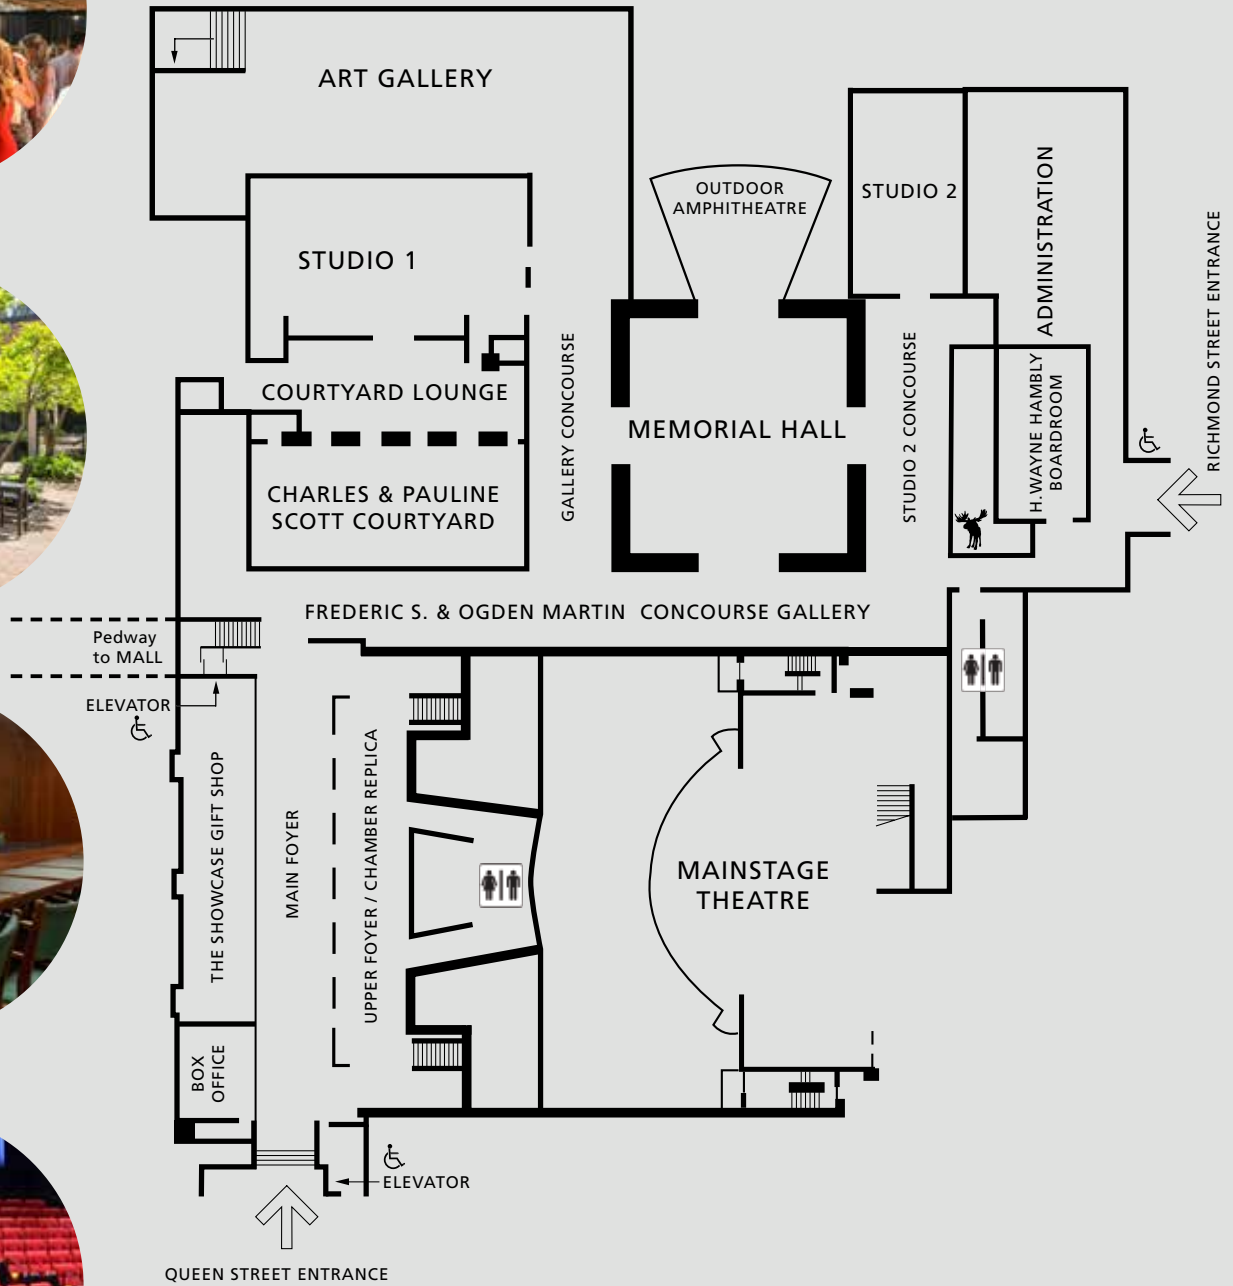 ART GALLERY
OUTDOOR
AMPHITHEATRE
STUDIO 2
ADMINISTRATION
RICHMOND STREET ENTRANCE
STUDIO 1
GALLERY CONCOURSE
STUDIO 2 CONCOURSE
H. WAYNE HAMBLY
BOARDROOM
COURTYARD LOUNGE
MEMORIAL HALL
CHARLES & PAULINE
SCOTT COURTYARD
FREDERIC S. & OGDEN MARTIN CONCOURSE GALLERY
Pedway
to MALL
ELEVATOR
THE SHOWCASE GIFT SHOP
MAIN FOYER
UPPER FOYER / CHAMBER REPLICA
MAINSTAGE
THEATRE
BOX
OFFICE
ELEVATOR
QUEEN STREET ENTRANCE